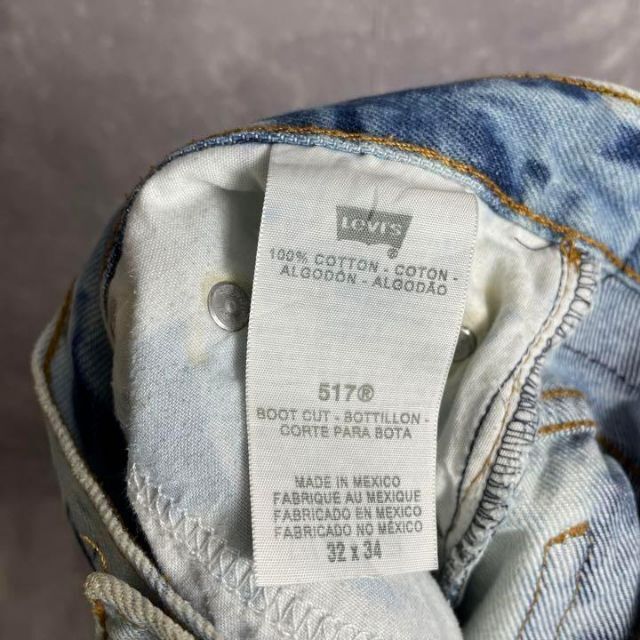 Levi's
100% COTTON - COTON -
ALGODÓN - ALGODÃO
517®
BOOT CUT - BOTTILLON -
CORTE PARA BOTA
MADE IN MEXICO
FABRIQUE AU MEXIQUE
FABRICADO EN MEXICO
FABRICADO NO MÉXICO
32 x 34